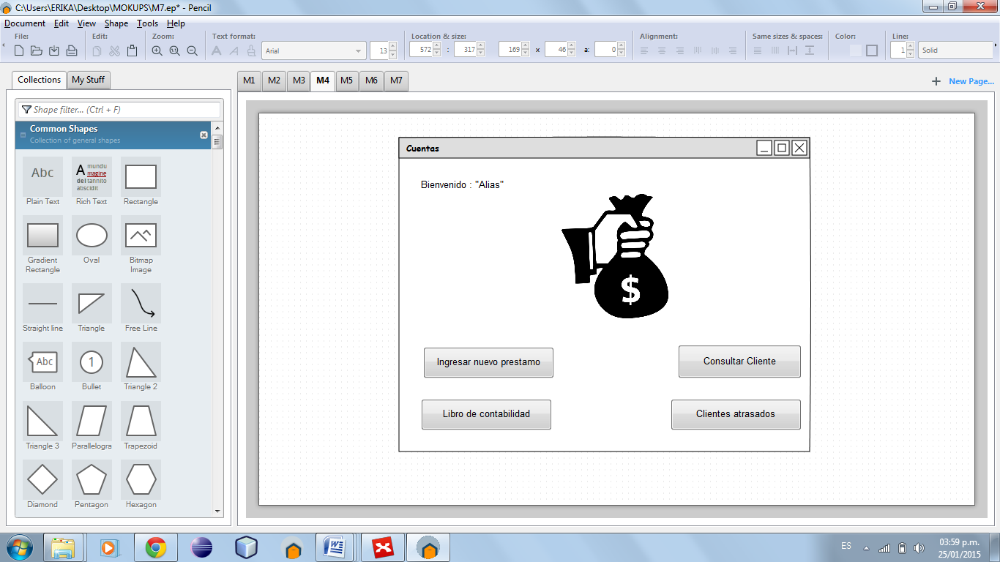 C:\Users\ERIKA\Desktop\MOKUPS\M7.ep* - Pencil
Document Edit View Shape Tools Help
File: Edit: Zoom: Text format: Location & size: Alignment: Same sizes & spaces: Color: Line:
Arial 13 572 : 317 169 x 46 a: 0 1 Solid
Collections My Stuff
M1 M2 M3 M4 M5 M6 M7
New Page...
Shape filter... (Ctrl + F)
Common Shapes
Collection of general shapes
Abc
A mundu
magine
del tannito
abscidit
Plain Text Rich Text Rectangle
Gradient Rectangle Oval Bitmap Image
Straight line Triangle Free Line
Abc 1
Balloon Bullet Triangle 2
Triangle 3 Parallelogra Trapezoid
Diamond Pentagon Hexagon
Cuentas
Bienvenido : "Alias"
$
Ingresar nuevo prestamo
Consultar Cliente
Libro de contabilidad
Clientes atrasados
ES
03:59 p.m.
25/01/2015